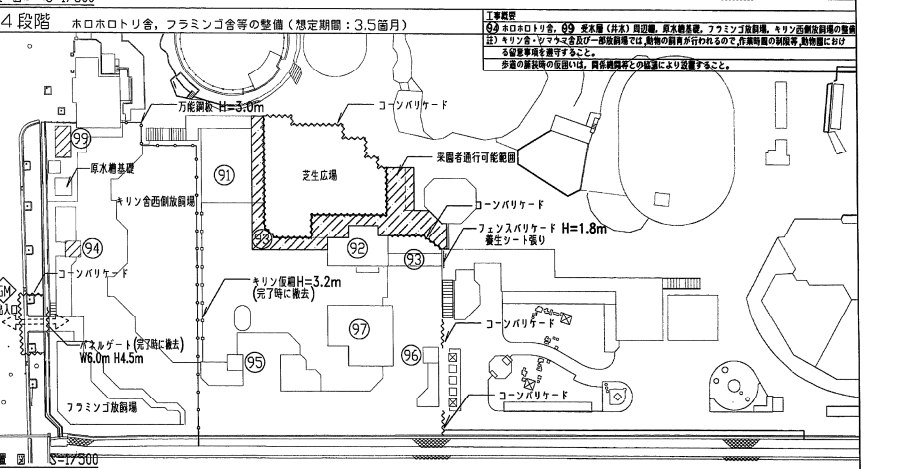 4段階 ホロホロトリ舎，フラミンゴ舎等の整備（想定期間：3.5箇月）
工事概要
94 ホロホロトリ舎，99 受水層（井水）周辺柵，原水槽基礎，フラミンゴ放飼場，キリン西側放飼場の整備
注）キリン舎・シマウマ舎及び一部放飼場では，動物の飼育が行われるので，作業時間の制限等，動物園におけ
る留意事項を遵守すること。
歩道の舗装時の仮囲いは，関係機関等との協議により設置すること。
万能鋼板 H=3.0m
コーンバリケード
99
原水槽基礎
91
芝生広場
来園者通行可能範囲
キリン舎西側放飼場
コーンバリケード
フェンスバリケード H=1.8m
養生シート張り
93
92
93
94
コーンバリケード
キリン仮柵H=3.2m
(完了時に撤去)
97
コーンバリケード
パネルゲート(完了時に撤去)
W6.0m H4.5m
95
96
コーンバリケード
フラミンゴ放飼場
置 図 S=1/500